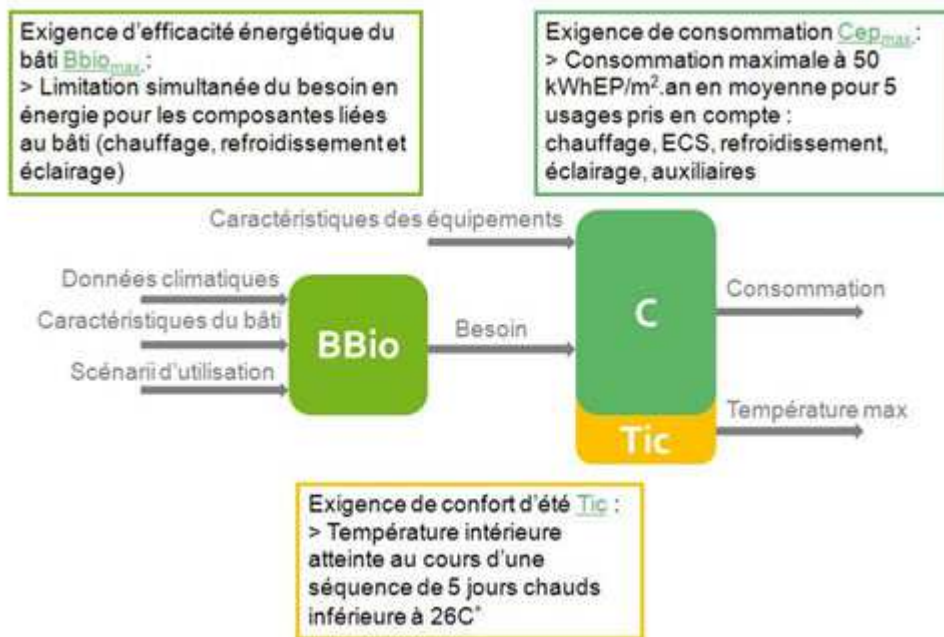 Exigence d'efficacité énergétique du
bâti Bbiomax :
> Limitation simultanée du besoin en
énergie pour les composantes liées
au bâti (chauffage, refroidissement et
éclairage)
Exigence de consommation Cepmax :
> Consommation maximale à 50
kWhEP/m².an en moyenne pour 5
usages pris en compte :
chauffage, ECS, refroidissement,
éclairage, auxiliaires
Caractéristiques des équipements
Données climatiques
Caractéristiques du bâti
Scénarii d'utilisation
BBio
Besoin
C
Tic
Consommation
Température max
Exigence de confort d'été Tic :
> Température intérieure
atteinte au cours d'une
séquence de 5 jours chauds
inférieure à 26C°